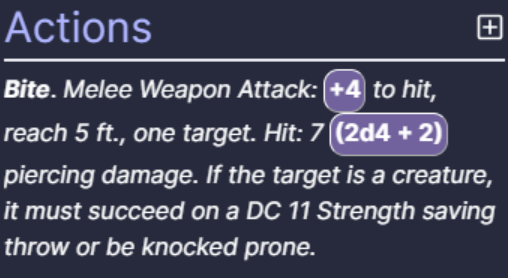 Actions
Bite. Melee Weapon Attack: +4 to hit,
reach 5 ft., one target. Hit: 7 (2d4 + 2)
piercing damage. If the target is a creature,
it must succeed on a DC 11 Strength saving
throw or be knocked prone.